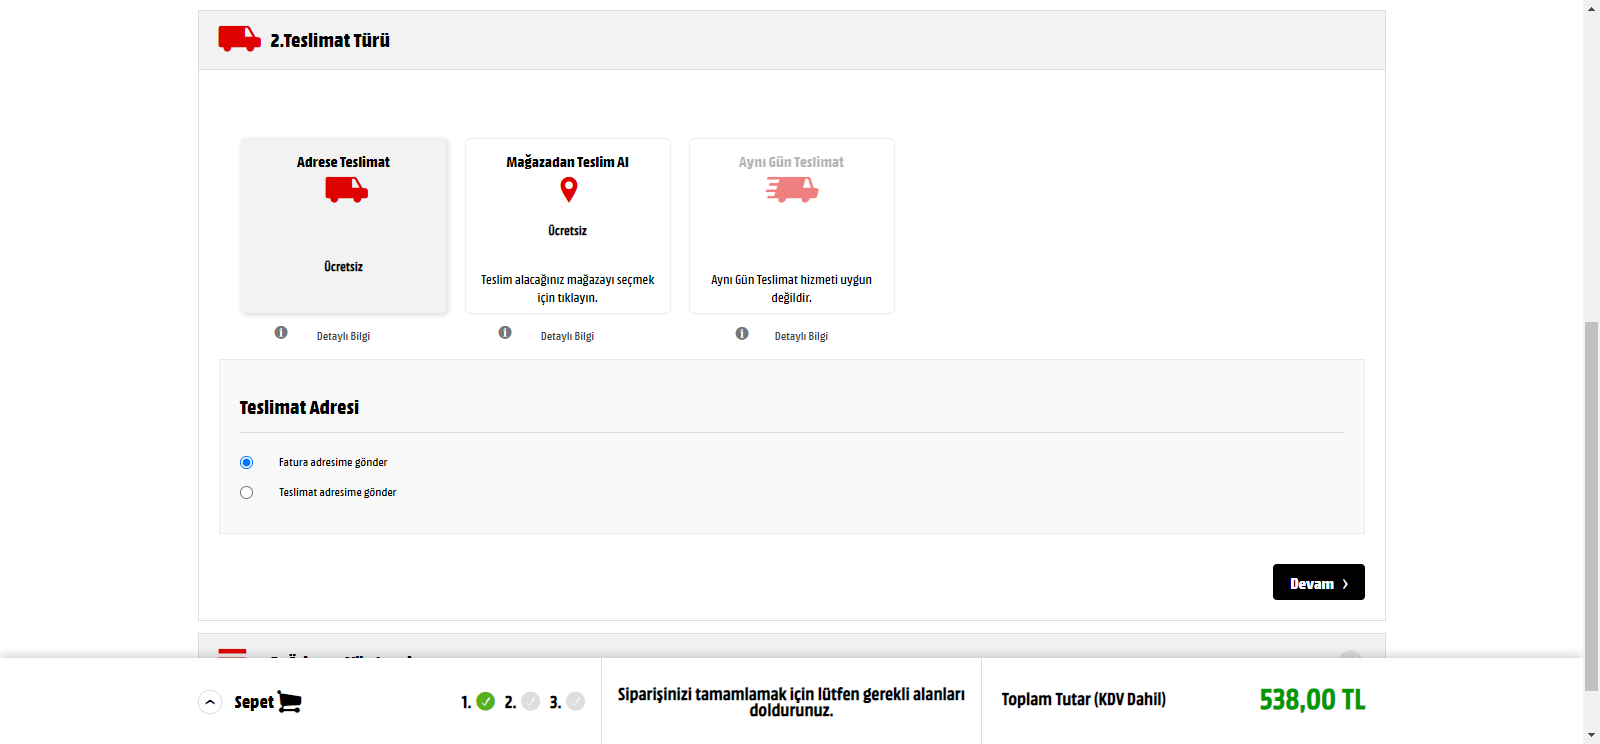 2.Teslimat Türü
Adrese Teslimat
Ücretsiz
Mağazadan Teslim Al
Ücretsiz
Teslim alacağınız mağazayı seçmek
için tıklayın.
Aynı Gün Teslimat
Aynı Gün Teslimat hizmeti uygun
değildir.
Detaylı Bilgi
Detaylı Bilgi
Detaylı Bilgi
Teslimat Adresi
Fatura adresime gönder
Teslimat adresime gönder
Devam
Sepet
1. 2. 3.
Siparişinizi tamamlamak için lütfen gerekli alanları
doldurunuz.
Toplam Tutar (KDV Dahil)
538,00 TL